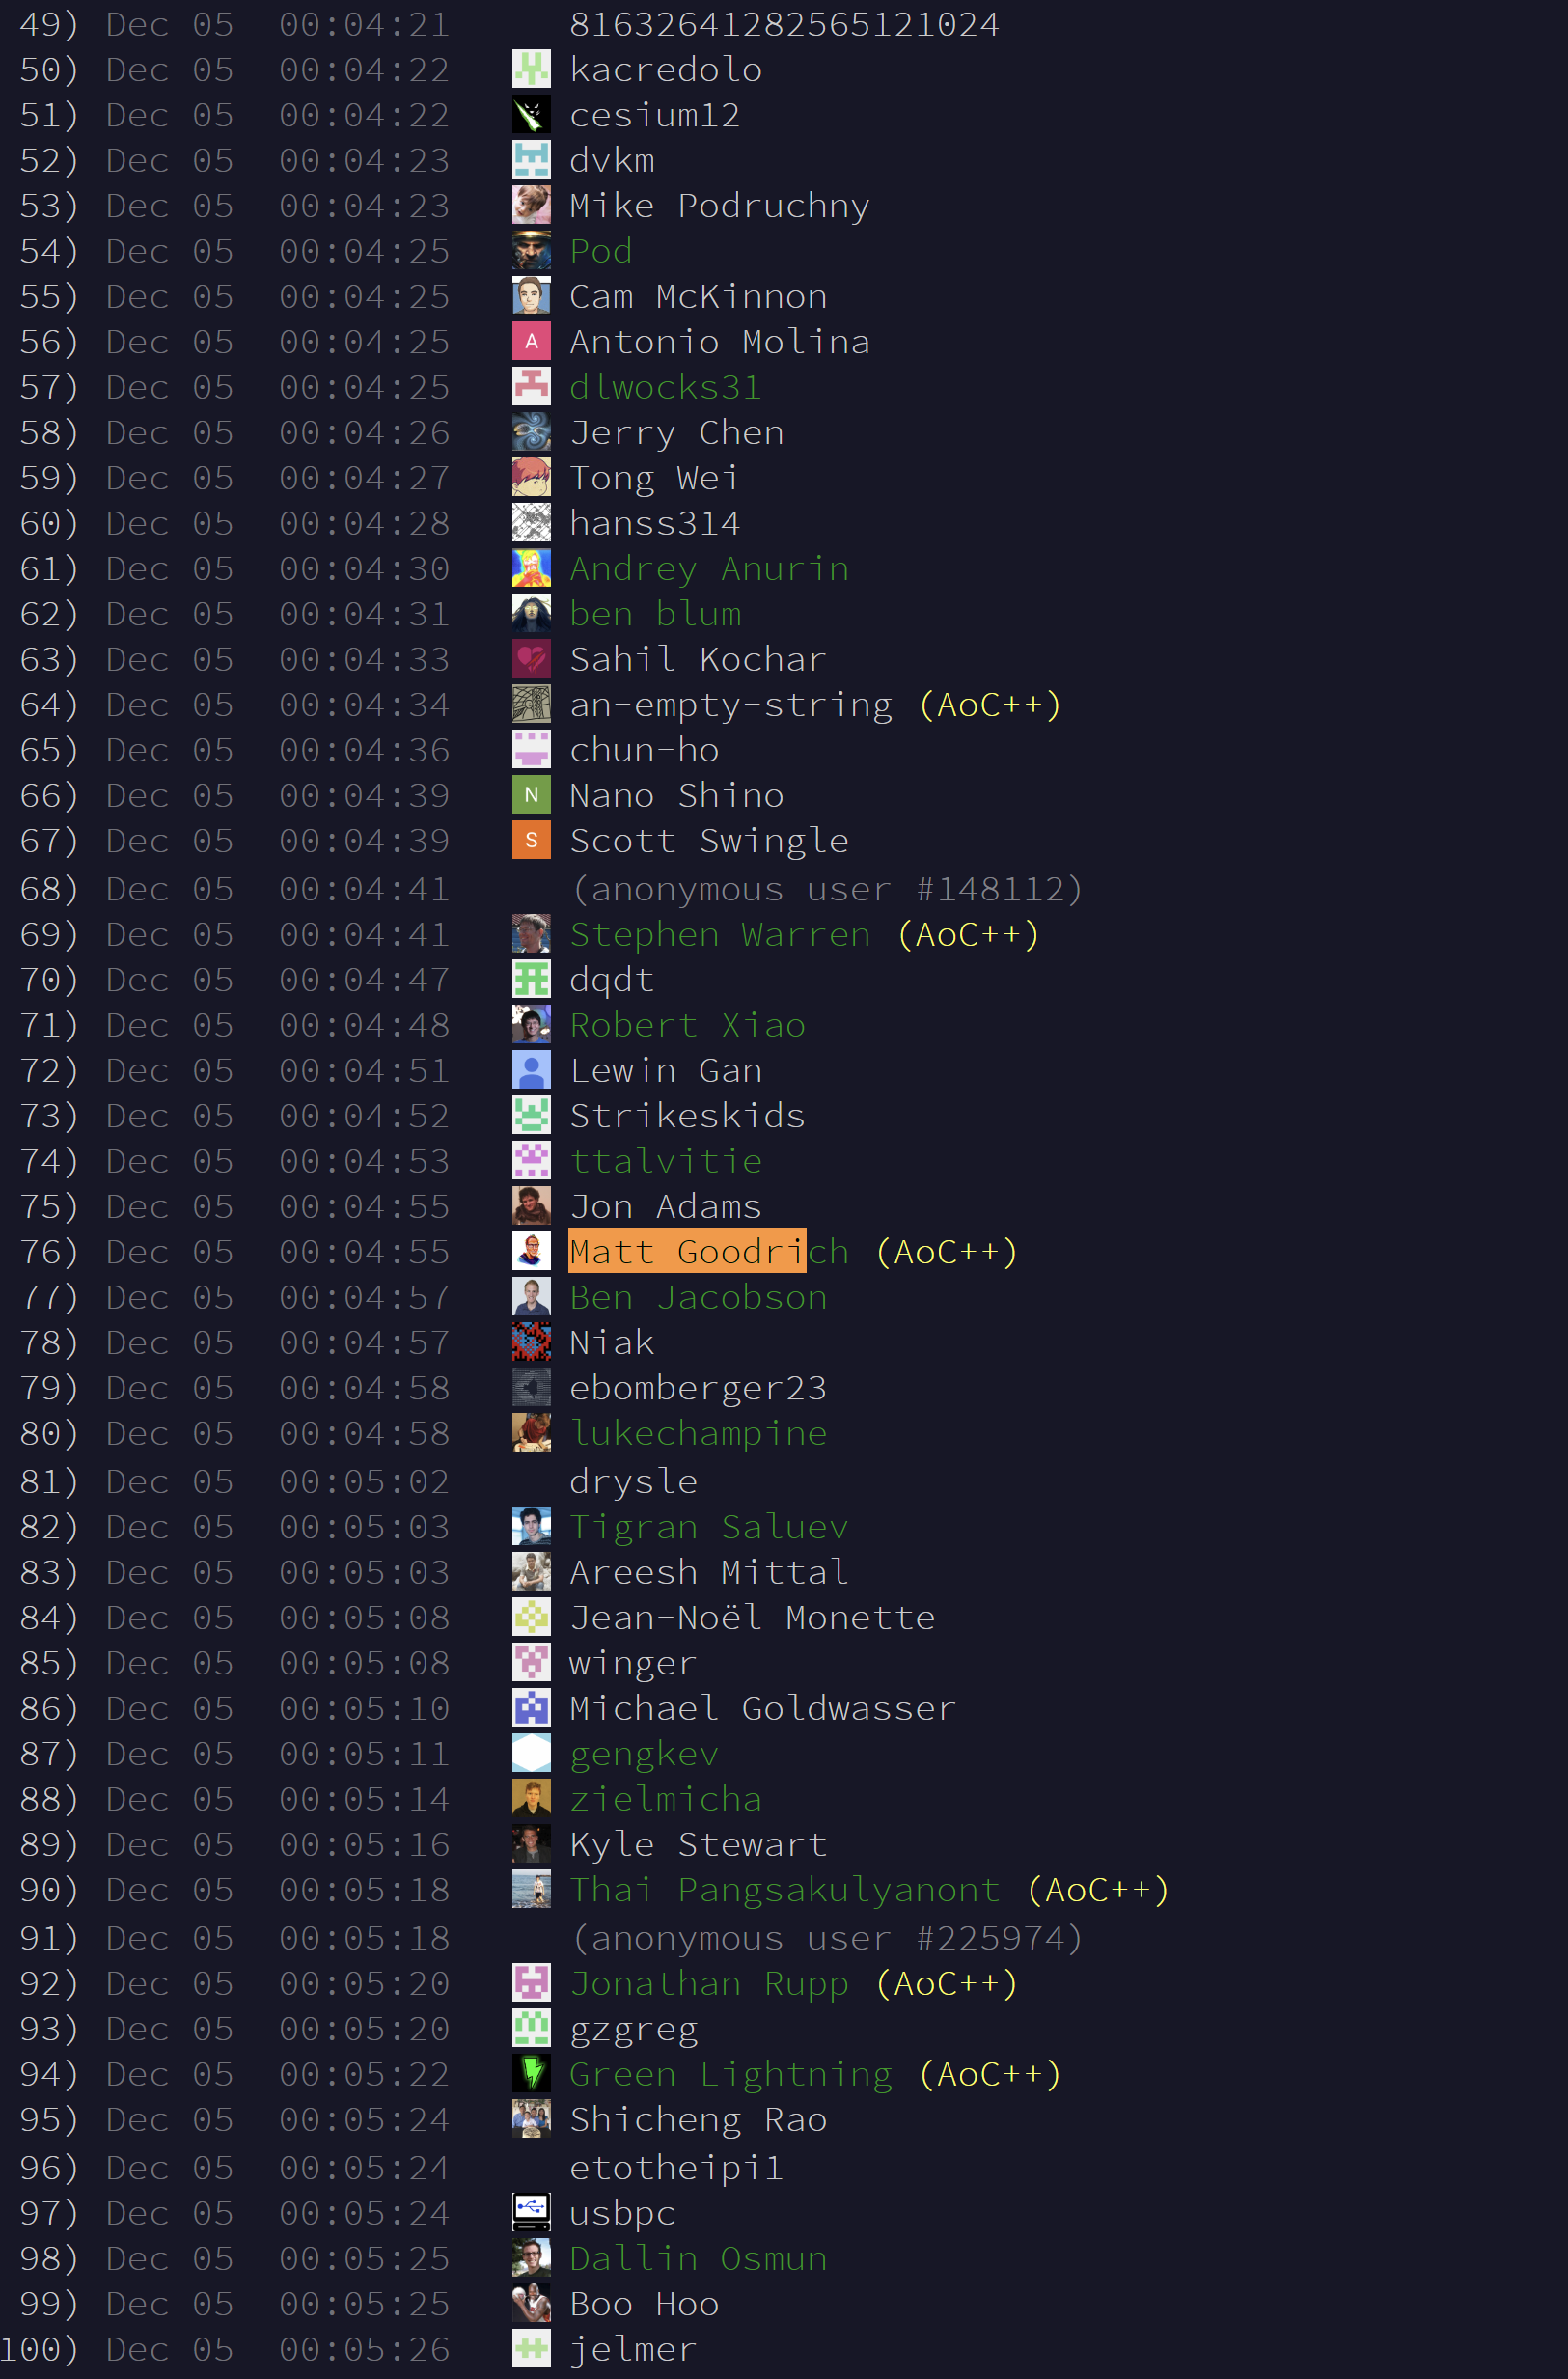 49) Dec 05  00:04:21  81632641282565121024
50) Dec 05  00:04:22  kacredolo
51) Dec 05  00:04:22  cesium12
52) Dec 05  00:04:23  dvkm
53) Dec 05  00:04:23  Mike Podruchny
54) Dec 05  00:04:25  Pod
55) Dec 05  00:04:25  Cam McKinnon
56) Dec 05  00:04:25  A Antonio Molina
57) Dec 05  00:04:25  dlwocks31
58) Dec 05  00:04:26  Jerry Chen
59) Dec 05  00:04:27  Tong Wei
60) Dec 05  00:04:28  hanss314
61) Dec 05  00:04:30  Andrey Anurin
62) Dec 05  00:04:31  ben blum
63) Dec 05  00:04:33  Sahil Kochar
64) Dec 05  00:04:34  an-empty-string (AoC++)
65) Dec 05  00:04:36  chun-ho
66) Dec 05  00:04:39  N Nano Shino
67) Dec 05  00:04:39  S Scott Swingle
68) Dec 05  00:04:41  (anonymous user #148112)
69) Dec 05  00:04:41  Stephen Warren (AoC++)
70) Dec 05  00:04:47  dqdt
71) Dec 05  00:04:48  Robert Xiao
72) Dec 05  00:04:51  Lewin Gan
73) Dec 05  00:04:52  Strikeskids
74) Dec 05  00:04:53  ttalvitie
75) Dec 05  00:04:55  Jon Adams
76) Dec 05  00:04:55  Matt Goodrich (AoC++)
77) Dec 05  00:04:57  Ben Jacobson
78) Dec 05  00:04:57  Niak
79) Dec 05  00:04:58  ebomberger23
80) Dec 05  00:04:58  lukechampine
81) Dec 05  00:05:02  drysle
82) Dec 05  00:05:03  Tigran Saluev
83) Dec 05  00:05:03  Areesh Mittal
84) Dec 05  00:05:08  Jean-Noël Monette
85) Dec 05  00:05:08  winger
86) Dec 05  00:05:10  Michael Goldwasser
87) Dec 05  00:05:11  gengkev
88) Dec 05  00:05:14  zielmicha
89) Dec 05  00:05:16  Kyle Stewart
90) Dec 05  00:05:18  Thai Pangsakulyanont (AoC++)
91) Dec 05  00:05:18  (anonymous user #225974)
92) Dec 05  00:05:20  Jonathan Rupp (AoC++)
93) Dec 05  00:05:20  gzgreg
94) Dec 05  00:05:22  Green Lightning (AoC++)
95) Dec 05  00:05:24  Shicheng Rao
96) Dec 05  00:05:24  etotheipi1
97) Dec 05  00:05:24  usbpc
98) Dec 05  00:05:25  Dallin Osmun
99) Dec 05  00:05:25  Boo Hoo
100) Dec 05  00:05:26  jelmer